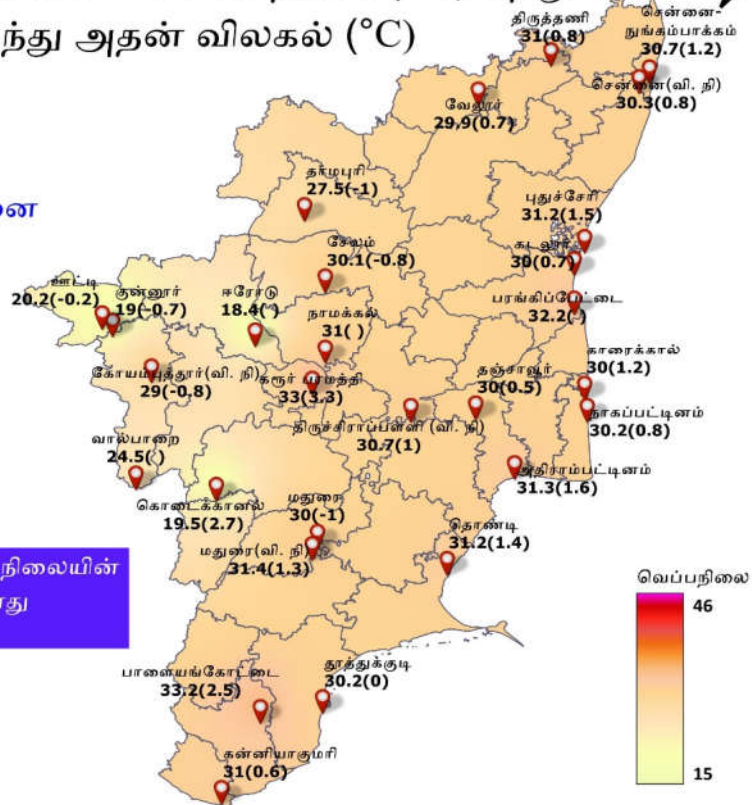 ந்து அதன் விலகல் (°C)
திருத்தணி
31(0.8)
சென்னை-
நுங்கம்பாக்கம்
30.7(1.2)
சென்னை(வி. நி)
30.3(0.8)
வேலூர்
29.9(0.7)
தர்மபுரி
27.5(-1)
புதுச்சேரி
31.2(1.5)
சேலம்
30.1(-0.8)
கடலூர்
30(0.7)
ஊட்டி
20.2(-0.2)
குன்னூர்
19(-0.7)
ஈரோடு
18.4( )
நாமக்கல்
31( )
பரங்கிப்பேட்டை
32.2( )
காரைக்கால்
30(1.2)
கோயம்புத்தூர்(வி. நி)
29(-0.8)
கரூர் பரமத்தி
33(3.3)
தஞ்சாவூர்
30(0.5)
நாகப்பட்டினம்
30.2(0.8)
திருச்சிராப்பள்ளி (வி. நி)
30.7(1)
வால்பாறை
24.5( )
அதிராம்பட்டினம்
31.3(1.6)
கொடைக்கானல்
19.5(2.7)
மதுரை
30(-1)
மதுரை(வி. நி)
31.4(1.3)
தொண்டி
31.2(1.4)
நிலையின்
வெப்பநிலை
46
15
பாளையங்கோட்டை
33.2(2.5)
தூத்துக்குடி
30.2(0)
கன்னியாகுமரி
31(0.6)